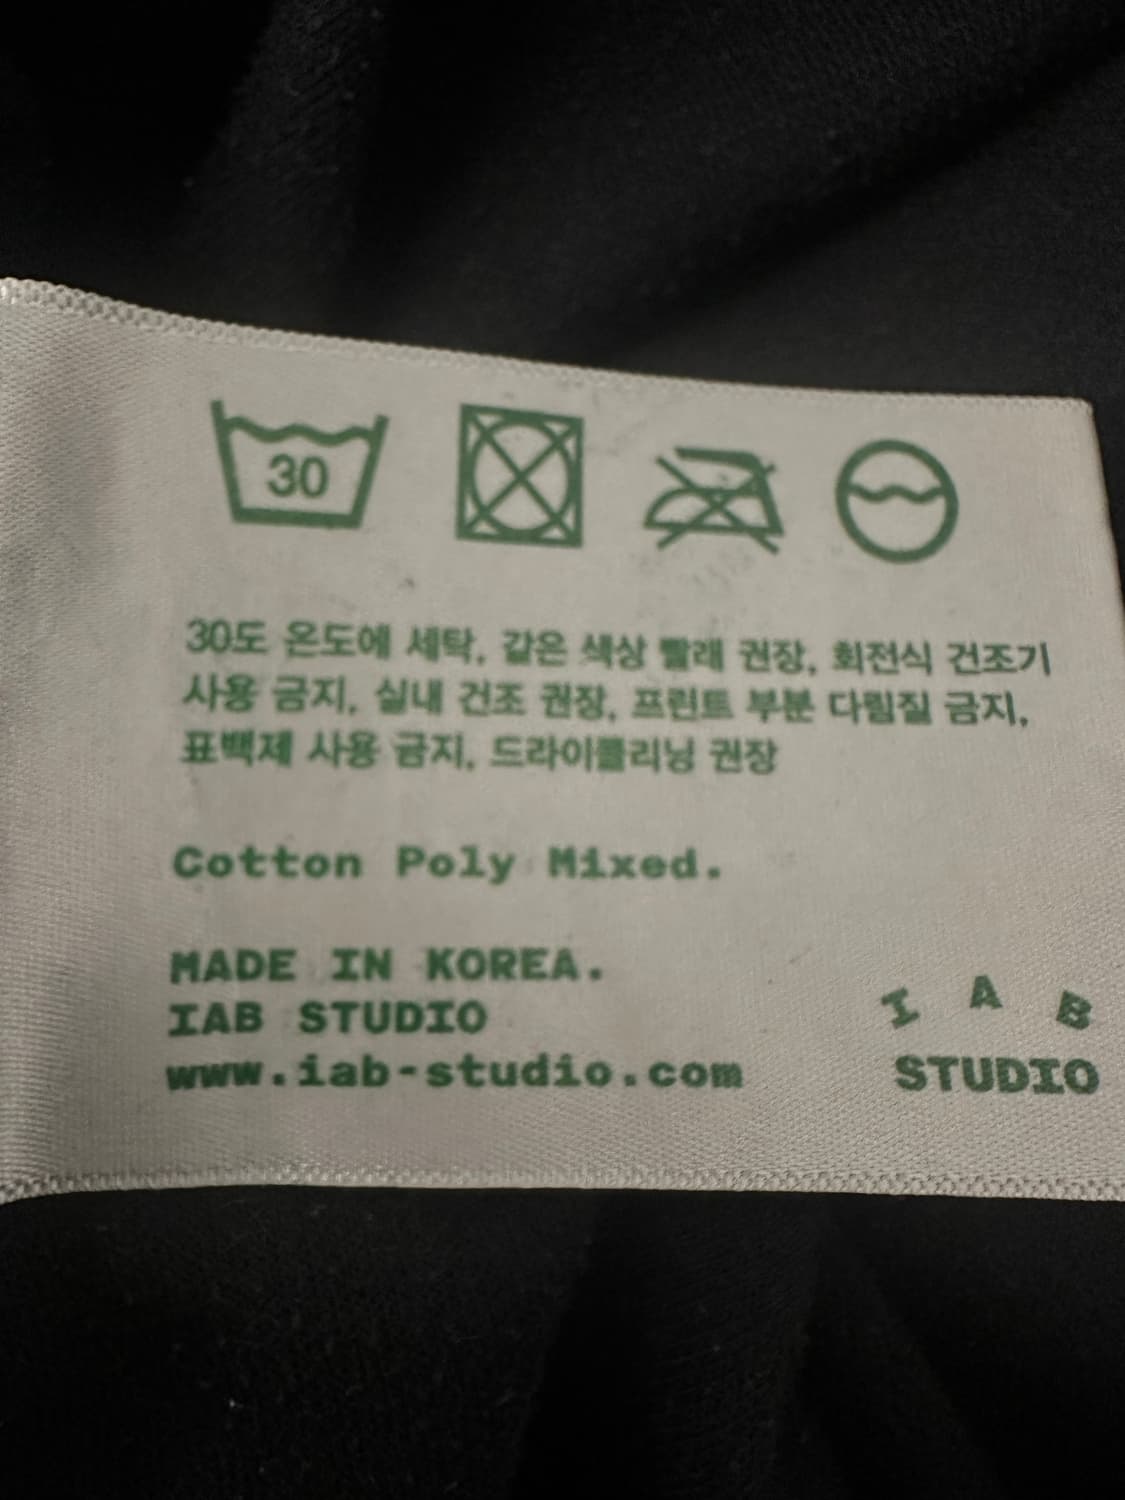 30
30도 온도에 세탁, 같은 색상 빨래 권장, 회전식 건조기
사용 금지, 실내 건조 권장, 프린트 부분 다림질 금지,
표백제 사용 금지, 드라이클리닝 권장
Cotton Poly Mixed.
MADE IN KOREA.
IAB STUDIO
www.iab-studio.com
I A B
STUDIO